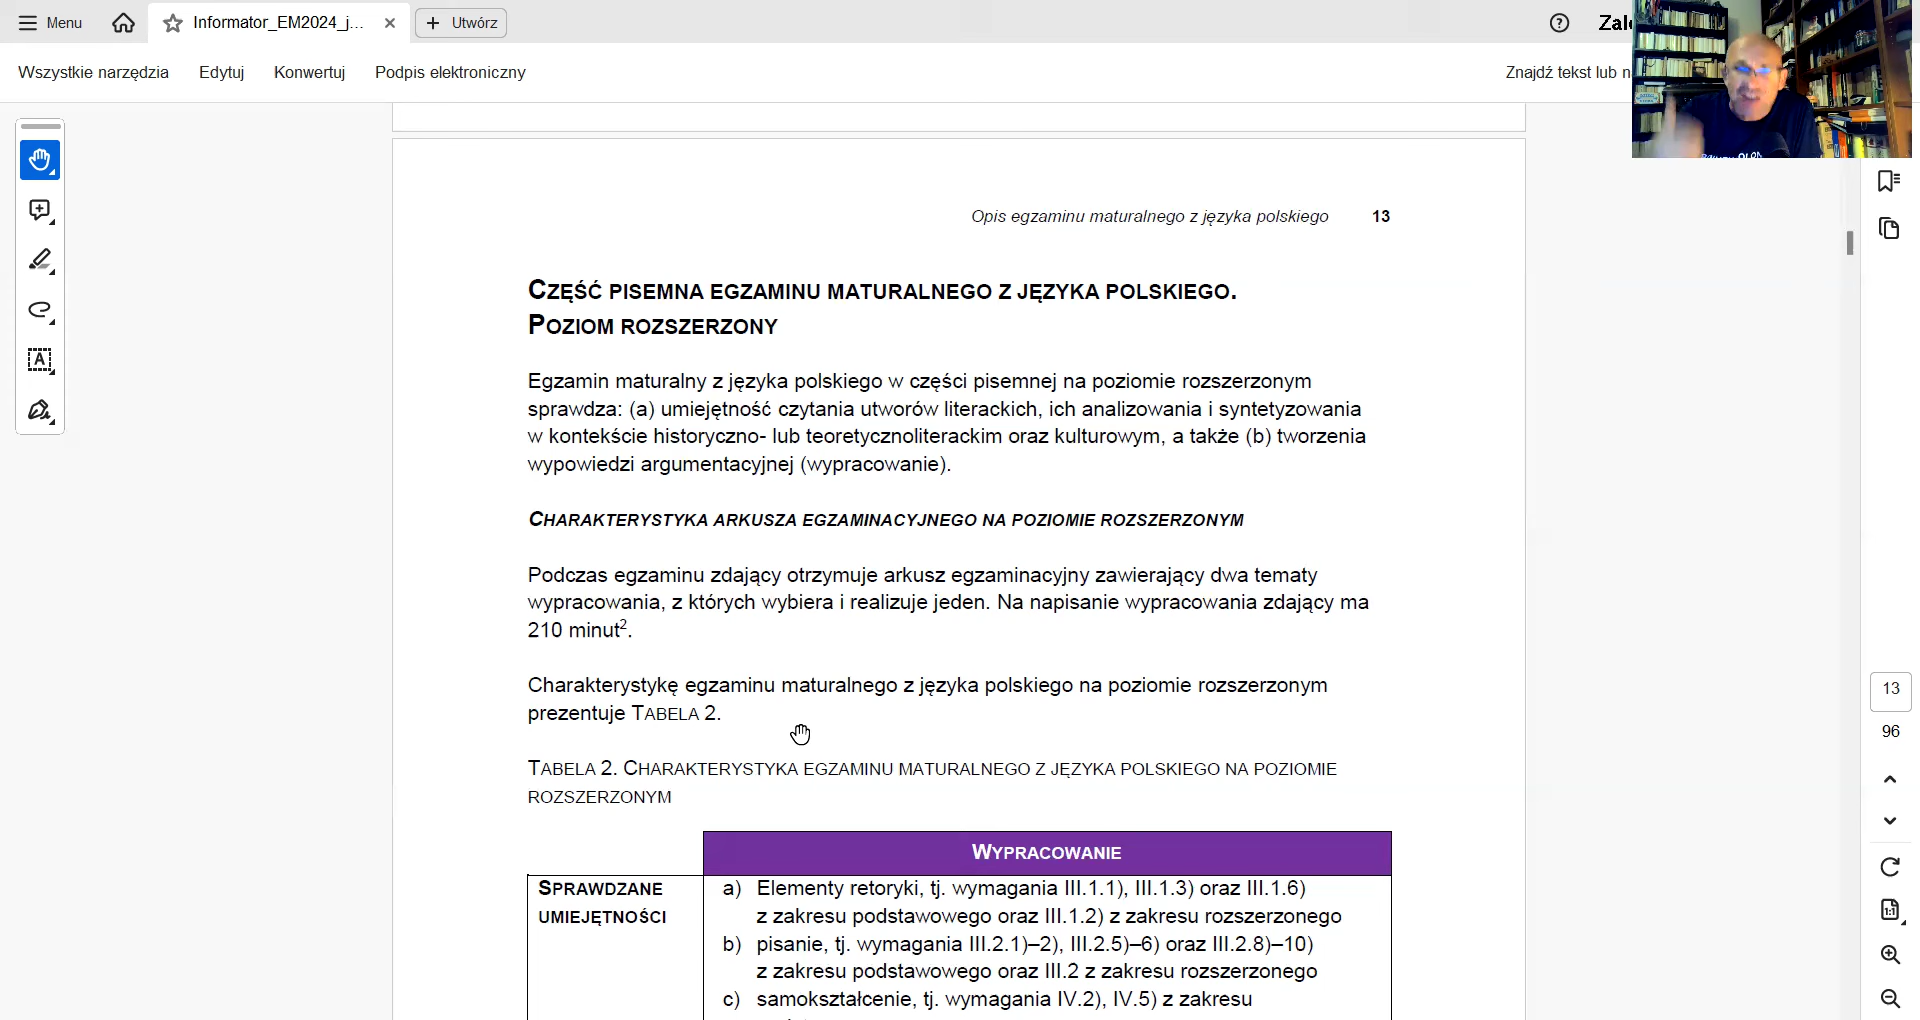 Menu
Informator_EM2024_j...
Utwórz
Wszystkie narzędzia
Edytuj
Konwertuj
Podpis elektroniczny
Znajdź tekst lub
Opis egzaminu maturalnego z języka polskiego 13
CZĘŚĆ PISEMNA EGZAMINU MATURALNEGO Z JĘZYKA POLSKIEGO.
POZIOM ROZSZERZONY
Egzamin maturalny z języka polskiego w części pisemnej na poziomie rozszerzonym
sprawdza: (a) umiejętność czytania utworów literackich, ich analizowania i syntetyzowania
w kontekście historyczno- lub teoretycznoliterackim oraz kulturowym, a także (b) tworzenia
wypowiedzi argumentacyjnej (wypracowanie).
CHARAKTERYSTYKA ARKUSZA EGZAMINACYJNEGO NA POZIOMIE ROZSZERZONYM
Podczas egzaminu zdający otrzymuje arkusz egzaminacyjny zawierający dwa tematy
wypracowania, z których wybiera i realizuje jeden. Na napisanie wypracowania zdający ma
210 minut².
Charakterystykę egzaminu maturalnego z języka polskiego na poziomie rozszerzonym
prezentuje TABELA 2.
TABELA 2. CHARAKTERYSTYKA EGZAMINU MATURALNEGO Z JĘZYKA POLSKIEGO NA POZIOMIE
ROZSZERZONYM
WYPRACOWANIE
SPRAWDZANE
UMIEJĘTNOŚCI
a) Elementy retoryki, tj. wymagania III.1.1), III.1.3) oraz III.1.6)
z zakresu podstawowego oraz III.1.2) z zakresu rozszerzonego
b) pisanie, tj. wymagania III.2.1)–2), III.2.5)–6) oraz III.2.8)–10)
z zakresu podstawowego oraz III.2 z zakresu rozszerzonego
c) samokształcenie, tj. wymagania IV.2), IV.5) z zakresu
13
96